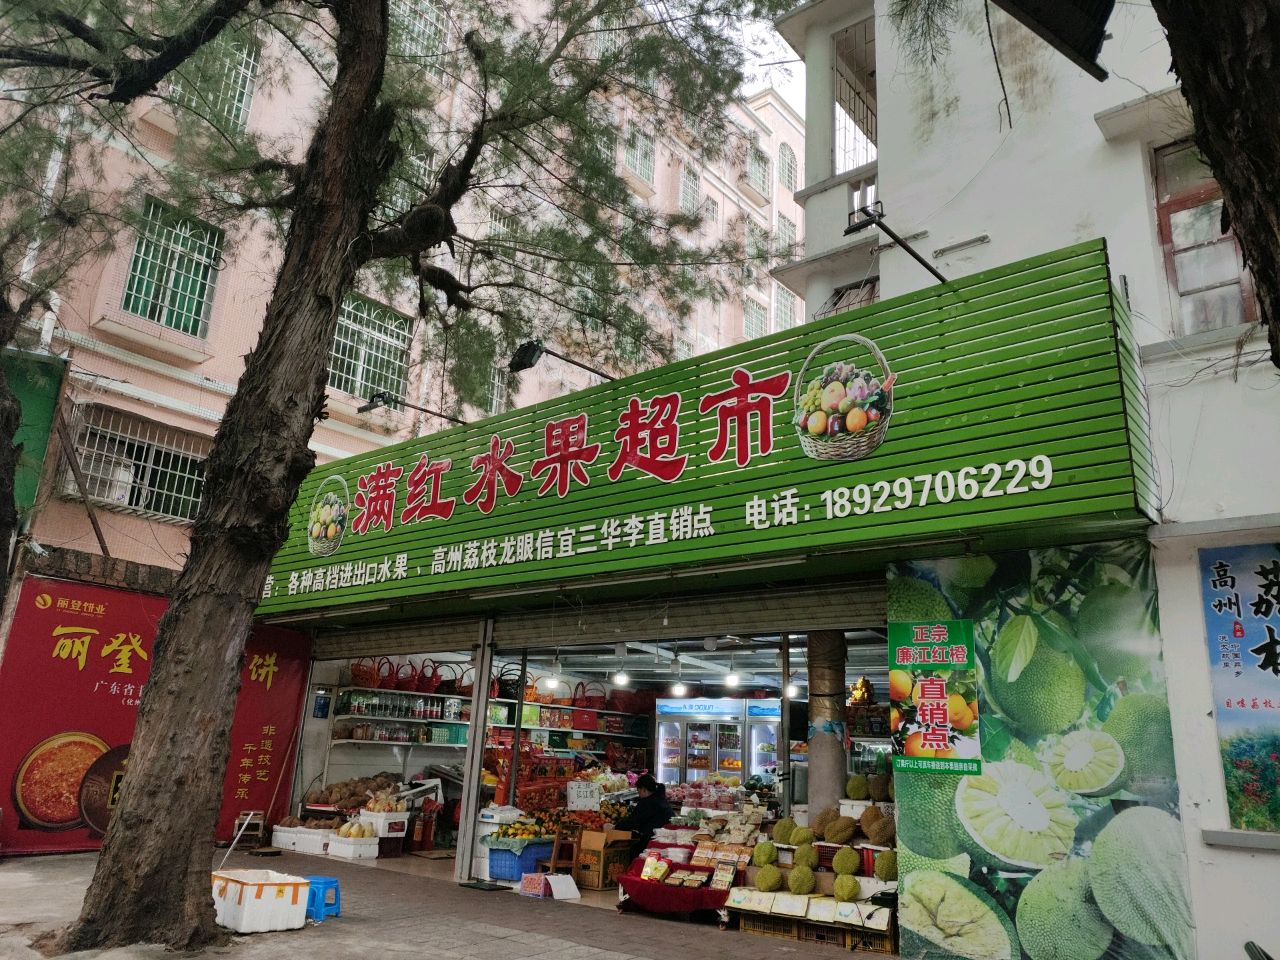 满红水果超市
营：各种高档进出口水果、高州荔枝龙眼信宜三华李直销点 电话：18929706229
丽登饼业
丽登
饼
广东省
非遗技艺
千年传承
正宗
廉江红橙
直销点
高州
荔